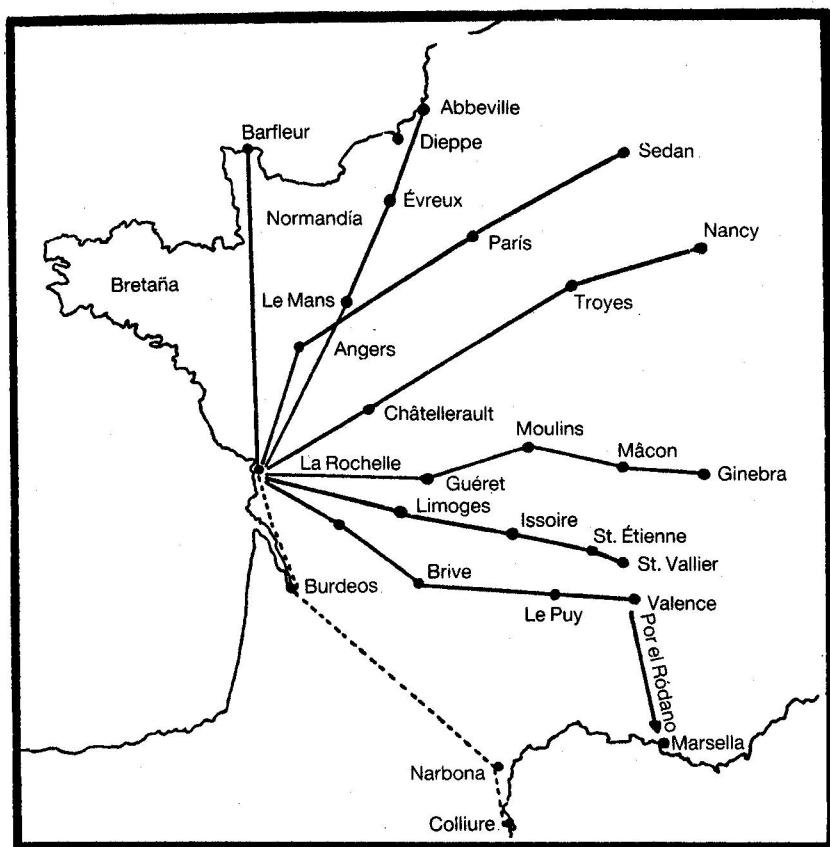 Abbeville
Barfleur
Dieppe
Sedan
Évreux
Normandía
París
Nancy
Bretaña
Le Mans
Troyes
Angers
Châtellerault
Moulins
La Rochelle
Mâcon
Guéret
Ginebra
Limoges
Issoire
St. Étienne
St. Vallier
Brive
Burdeos
Le Puy
Valence
Por el Ródano
Marsella
Narbona
Colliure